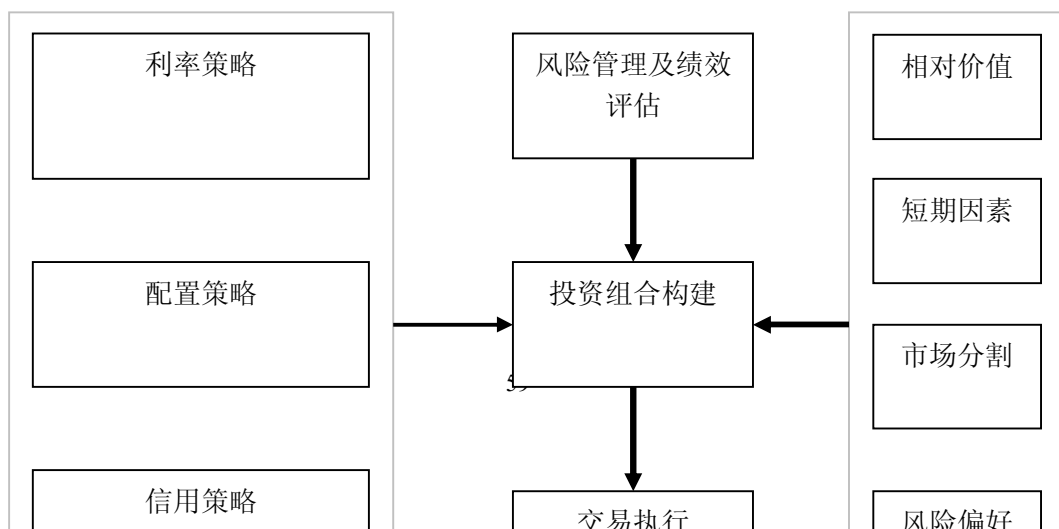 利率策略
配置策略
信用策略
风险管理及绩效
评估
投资组合构建
交易执行
相对价值
短期因素
市场分割
风险偏好